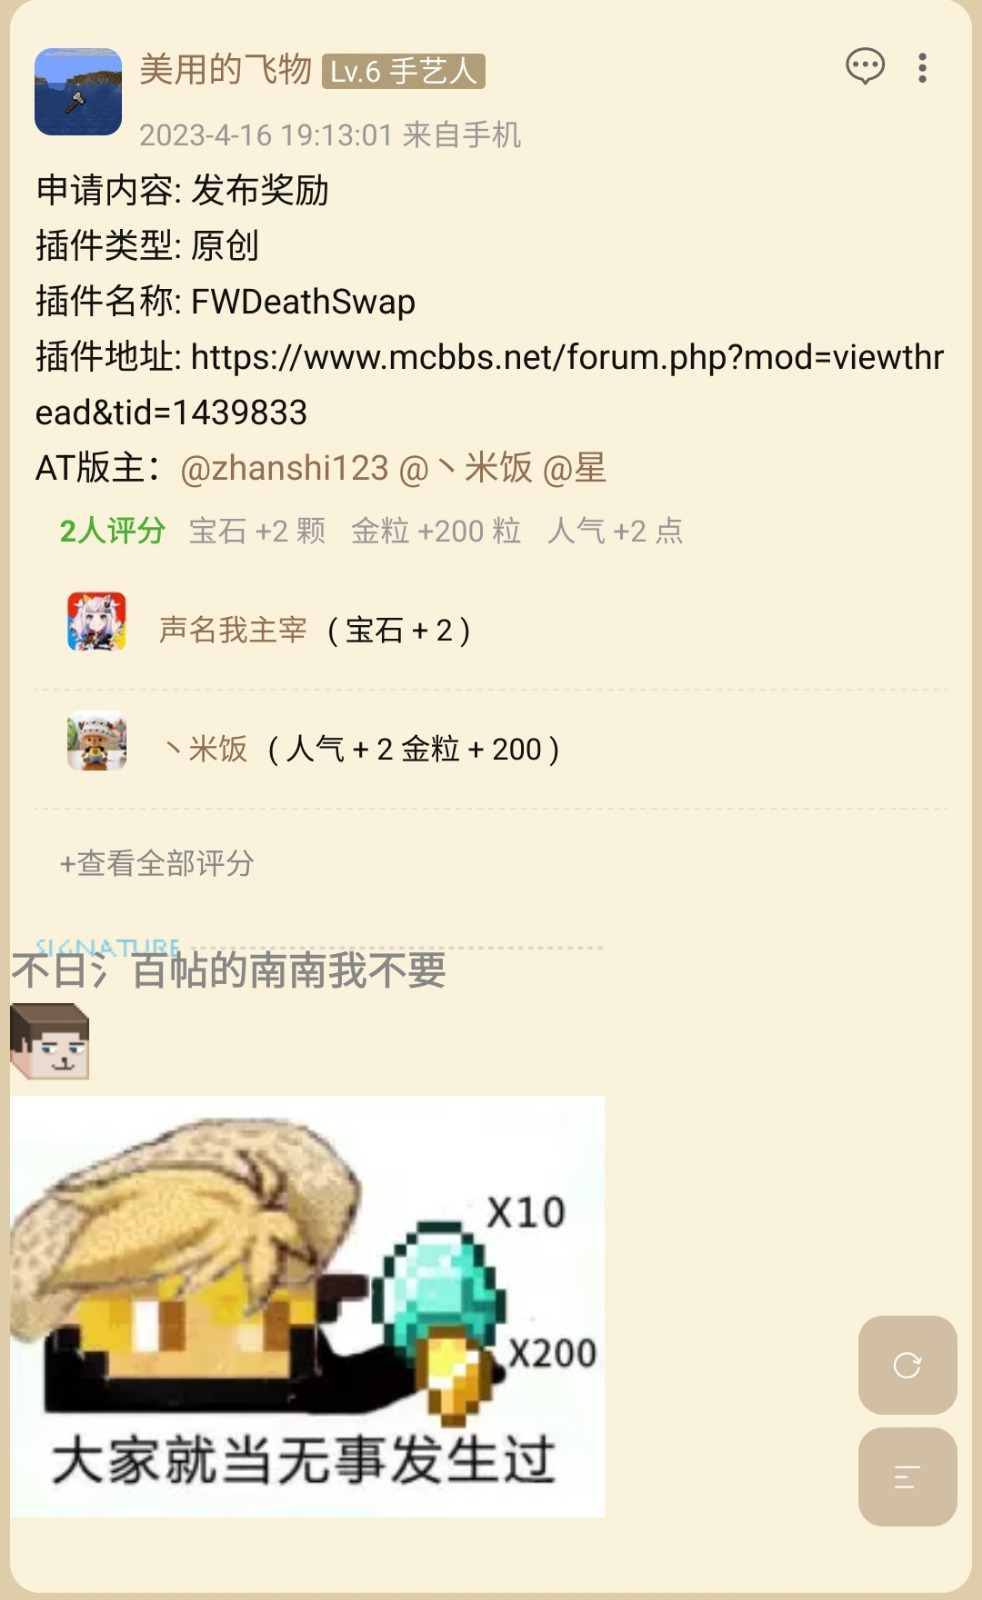 美用的飞物 Lv.6 手艺人
2023-4-16 19:13:01 来自手机
申请内容: 发布奖励
插件类型: 原创
插件名称: FWDeathSwap
插件地址: https://www.mcbbs.net/forum.php?mod=viewthr
ead&tid=1439833
AT版主： @zhanshi123 @丶米饭 @星
2人评分 宝石 +2 颗 金粒 +200 粒 人气 +2 点
声名我主宰 ( 宝石 + 2 )
丶米饭 ( 人气 + 2 金粒 + 200 )
+查看全部评分
SIGNATURE
不日氵百帖的南南我不要
X10
X200
大家就当无事发生过